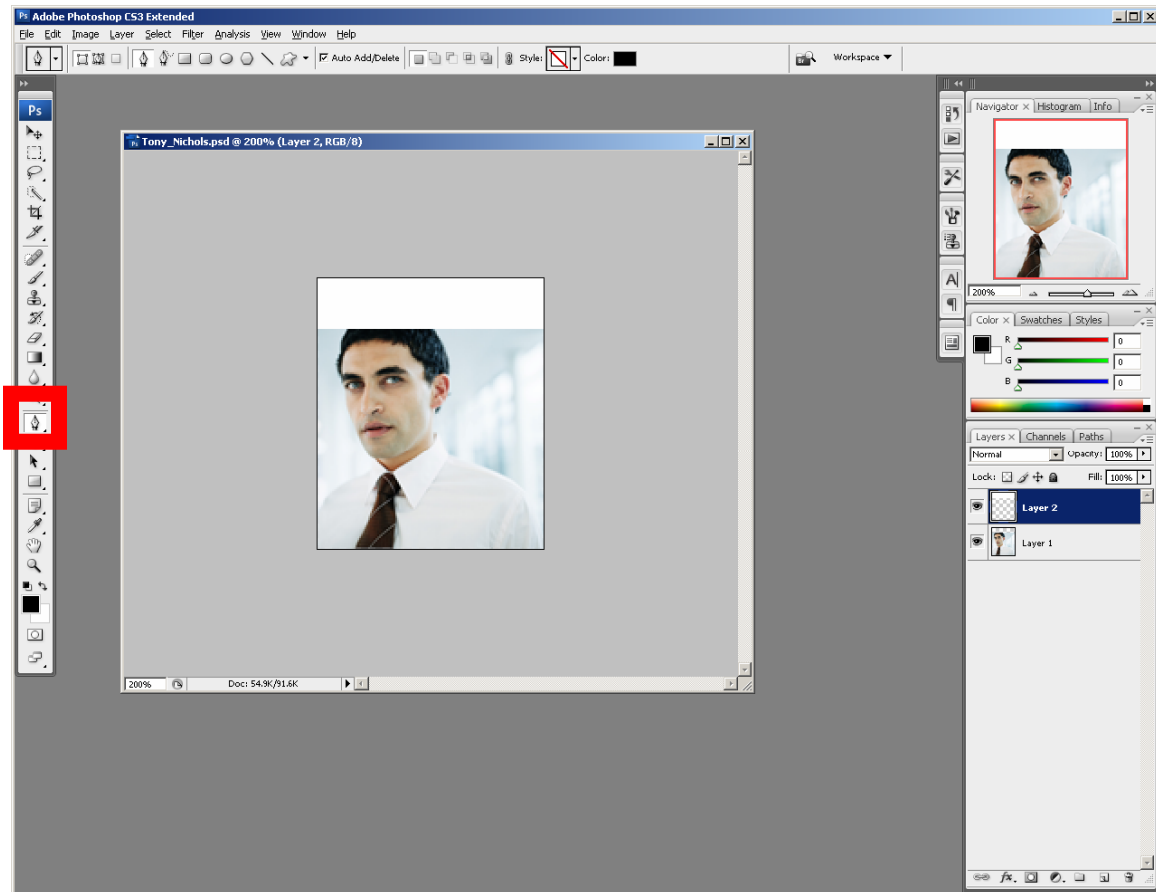 Ps Adobe Photoshop CS3 Extended
File Edit Image Layer Select Filter Analysis View Window Help
Auto Add/Delete Style: Color: Workspace ▼
Ps
Navigator × Histogram Info
Tony_Nichols.psd @ 200% (Layer 2, RGB/8)
200%
Color × Swatches Styles
R 0
G 0
B 0
Layers × Channels Paths
Normal Opacity: 100%
Lock: Fill: 100%
Layer 2
Layer 1
200% Doc: 54.9K/91.6K